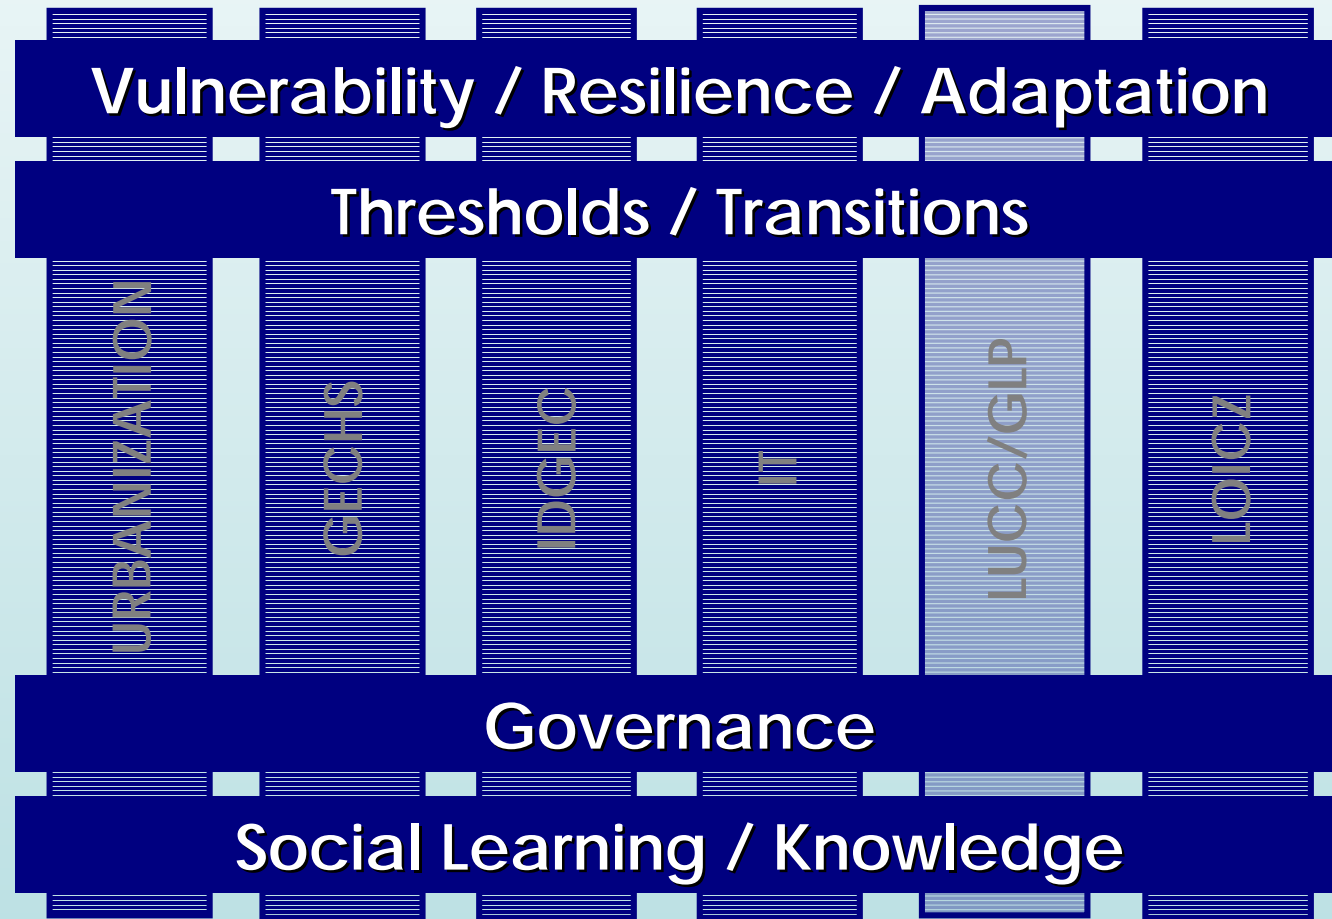 Vulnerability / Resilience / Adaptation
Thresholds / Transitions
URBANIZATION
GECHS
IDGEC
IT
LUCC/GLP
LOICZ
Governance
Social Learning / Knowledge